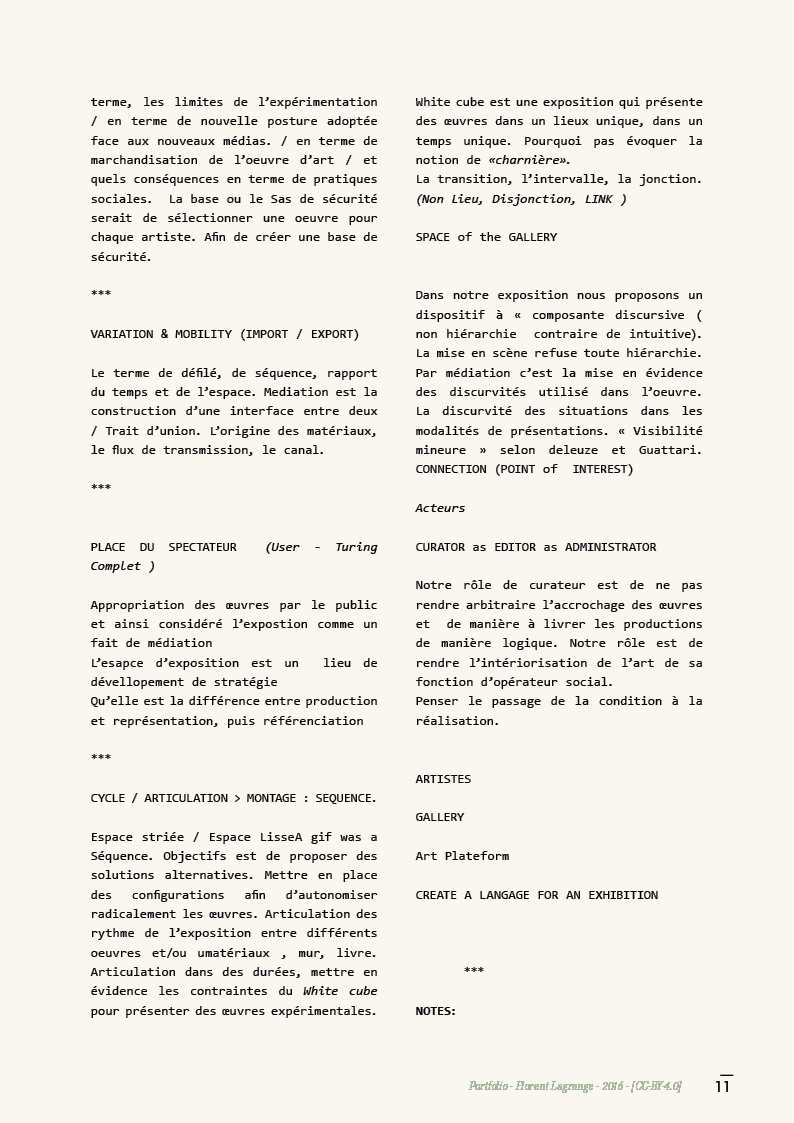 terme, les limites de l’expérimentation
/ en terme de nouvelle posture adoptée
face aux nouveaux médias. / en terme de
marchandisation de l’oeuvre d’art / et
quels conséquences en terme de pratiques
sociales. La base ou le Sas de sécurité
serait de sélectionner une oeuvre pour
chaque artiste. Afin de créer une base de
sécurité.
***
VARIATION & MOBILITY (IMPORT / EXPORT)
Le terme de défilé, de séquence, rapport
du temps et de l’espace. Mediation est la
construction d’une interface entre deux
/ Trait d’union. L’origine des matériaux,
le flux de transmission, le canal.
***
PLACE DU SPECTATEUR (User - Turing
Complet )
Appropriation des œuvres par le public
et ainsi considéré l’expostion comme un
fait de médiation
L’esapce d’exposition est un lieu de
dévellopement de stratégie
Qu’elle est la différence entre production
et représentation, puis référenciation
***
CYCLE / ARTICULATION > MONTAGE : SEQUENCE.
Espace striée / Espace LisseA gif was a
Séquence. Objectifs est de proposer des
solutions alternatives. Mettre en place
des configurations afin d’autonomiser
radicalement les œuvres. Articulation des
rythme de l’exposition entre différents
oeuvres et/ou umatériaux , mur, livre.
Articulation dans des durées, mettre en
évidence les contraintes du White cube
pour présenter des œuvres expérimentales.
White cube est une exposition qui présente
des œuvres dans un lieux unique, dans un
temps unique. Pourquoi pas évoquer la
notion de «charnière».
La transition, l’intervalle, la jonction.
(Non Lieu, Disjonction, LINK )
SPACE of the GALLERY
Dans notre exposition nous proposons un
dispositif à « composante discursive (
non hiérarchie contraire de intuitive).
La mise en scène refuse toute hiérarchie.
Par médiation c’est la mise en évidence
des discurvités utilisé dans l’oeuvre.
La discurvité des situations dans les
modalités de présentations. « Visibilité
mineure » selon deleuze et Guattari.
CONNECTION (POINT of INTEREST)
Acteurs
CURATOR as EDITOR as ADMINISTRATOR
Notre rôle de curateur est de ne pas
rendre arbitraire l’accrochage des œuvres
et de manière à livrer les productions
de manière logique. Notre rôle est de
rendre l’intériorisation de l’art de sa
fonction d’opérateur social.
Penser le passage de la condition à la
réalisation.
ARTISTES
GALLERY
Art Plateform
CREATE A LANGAGE FOR AN EXHIBITION
***
NOTES:
Portfolio - Florent Lagrange - 2016 - [CC-BY-4.0]
11